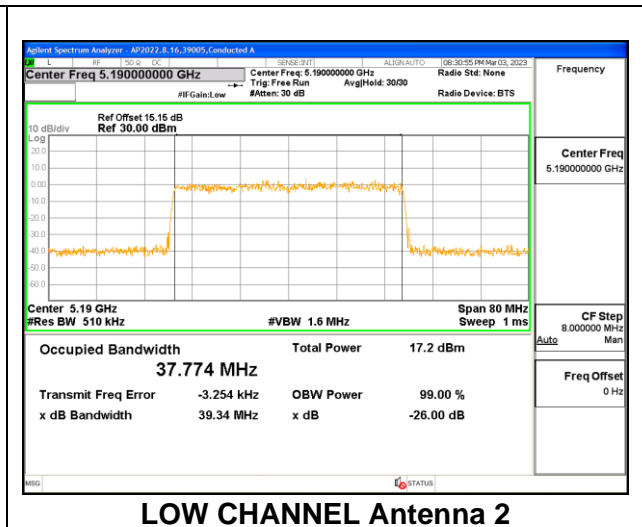 Agilent Spectrum Analyzer - AP2022.8.16,39005,Conducted A
L RF 50 Ω DC SENSE:INT ALIGNAUTO 08:30:55 PM Mar 03, 2023
Center Freq 5.190000000 GHz Center Freq: 5.190000000 GHz Radio Std: None Frequency
Trig: Free Run Avg|Hold: 30/30
#IFGain:Low #Atten: 30 dB Radio Device: BTS
Ref Offset 15.15 dB
10 dB/div Ref 30.00 dBm
Log
20.0
10.0
0.00
-10.0
-20.0
-30.0
-40.0
-50.0
-60.0
Center Freq
5.190000000 GHz
Center 5.19 GHz Span 80 MHz
#Res BW 510 kHz #VBW 1.6 MHz Sweep 1 ms
CF Step
8.000000 MHz
Auto Man
Occupied Bandwidth Total Power 17.2 dBm
37.774 MHz
Freq Offset
0 Hz
Transmit Freq Error -3.254 kHz OBW Power 99.00 %
x dB Bandwidth 39.34 MHz x dB -26.00 dB
MSG STATUS
LOW CHANNEL Antenna 2